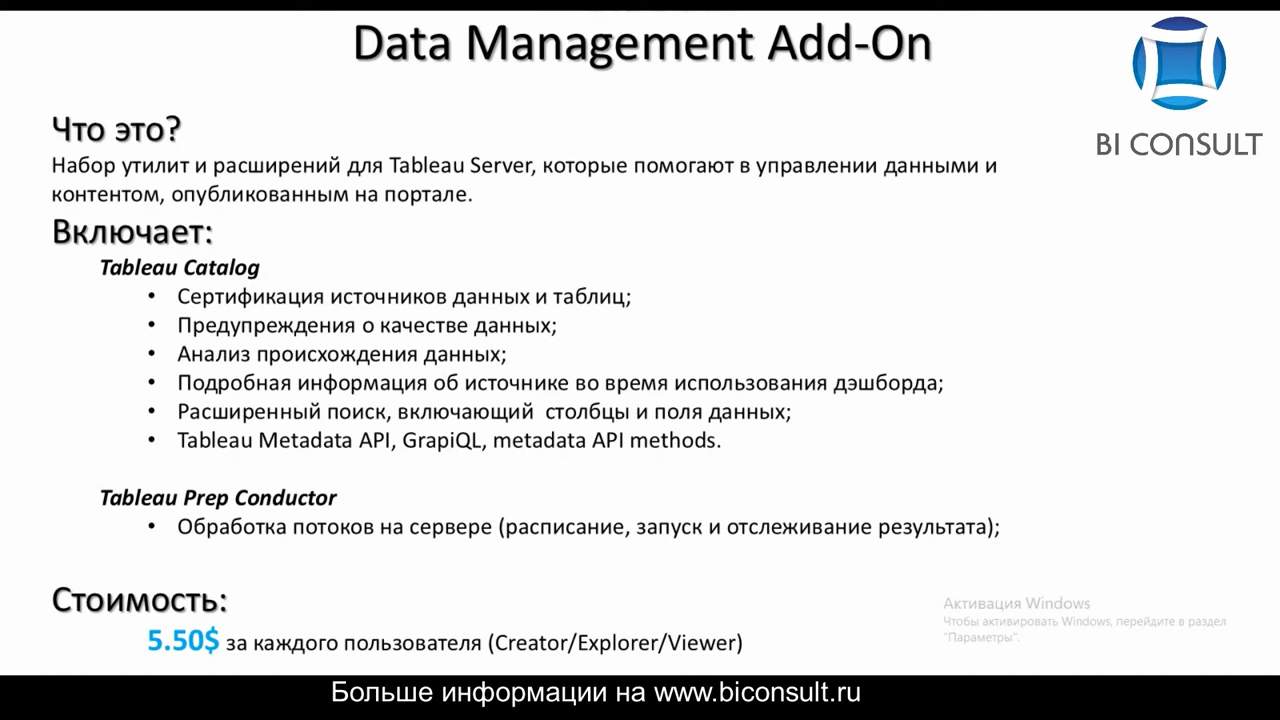 Data Management Add-On
BI CONSULT
Что это?
Набор утилит и расширений для Tableau Server, которые помогают в управлении данными и
контентом, опубликованным на портале.
Включает:
Tableau Catalog
• Сертификация источников данных и таблиц;
• Предупреждения о качестве данных;
• Анализ происхождения данных;
• Подробная информация об источнике во время использования дэшборда;
• Расширенный поиск, включающий столбцы и поля данных;
• Tableau Metadata API, GrapiQL, metadata API methods.
Tableau Prep Conductor
• Обработка потоков на сервере (расписание, запуск и отслеживание результата);
Стоимость:
5.50$ за каждого пользователя (Creator/Explorer/Viewer)
Активация Windows
Чтобы активировать Windows, перейдите в раздел
"Параметры".
Больше информации на www.biconsult.ru